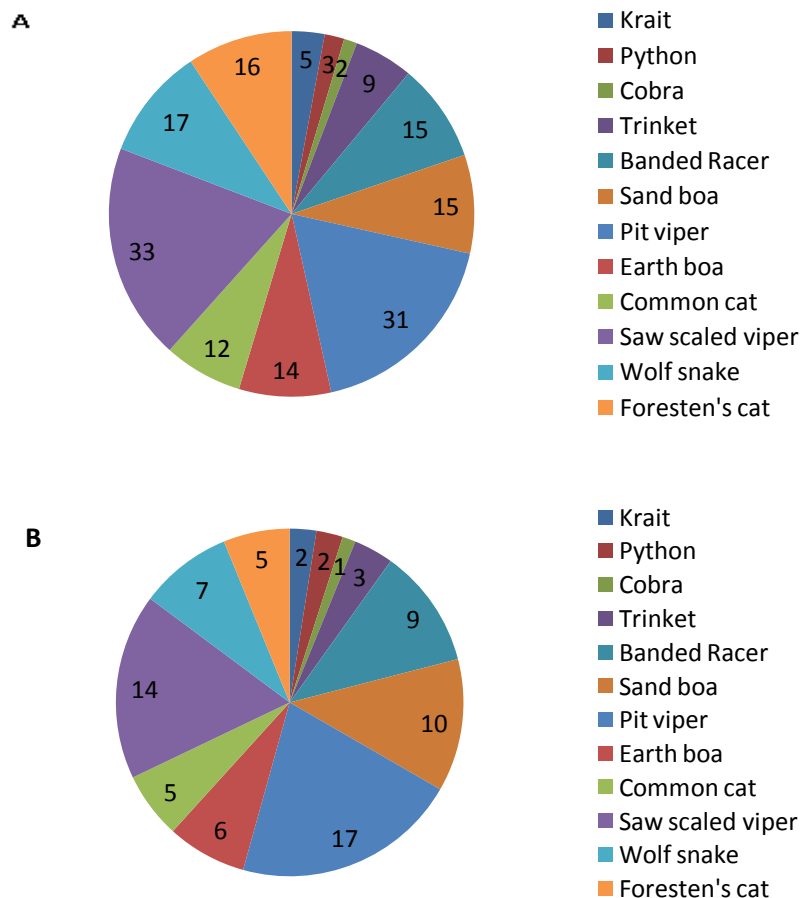 A
5
3
2
9
15
15
31
14
12
33
17
16
Krait
Python
Cobra
Trinket
Banded Racer
Sand boa
Pit viper
Earth boa
Common cat
Saw scaled viper
Wolf snake
Foresten's cat
B
2
2
1
3
9
10
17
6
5
14
7
5
Krait
Python
Cobra
Trinket
Banded Racer
Sand boa
Pit viper
Earth boa
Common cat
Saw scaled viper
Wolf snake
Foresten's cat